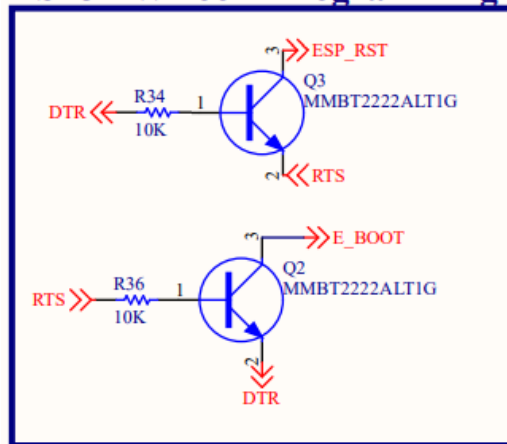 3
ESP_RST
Q3
MMBT2222ALT1G
R34
1
DTR
10K
2
RTS
3
E_BOOT
Q2
MMBT2222ALT1G
R36
1
RTS
10K
2
DTR